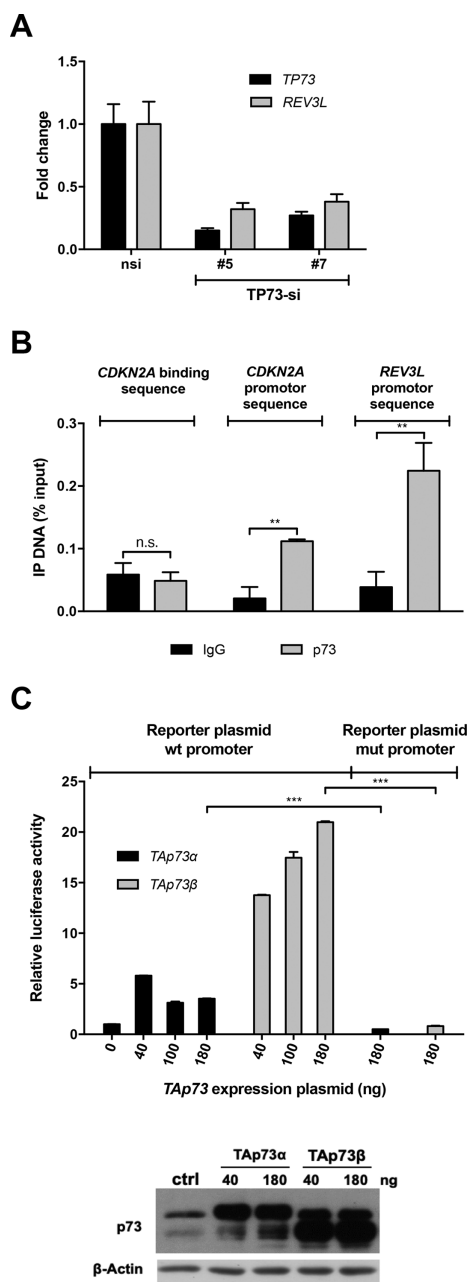 A
TP73
REV3L
Fold change
1.5
1.0
0.5
0.0
nsi #5 #7
TP73-si
B
CDKN2A binding sequence
CDKN2A promotor sequence
REV3L promotor sequence
IP DNA (% input)
0.3
0.2
0.1
0.0
n.s.
**
**
IgG p73
C
Reporter plasmid wt promoter
Reporter plasmid mut promoter
Relative luciferase activity
25
20
15
10
5
0
***
***
TAp73α
TAp73β
0 40 100 180 40 100 180 180 180
TAp73 expression plasmid (ng)
TAp73α TAp73β
ctrl 40 180 40 180 ng
p73
β-Actin